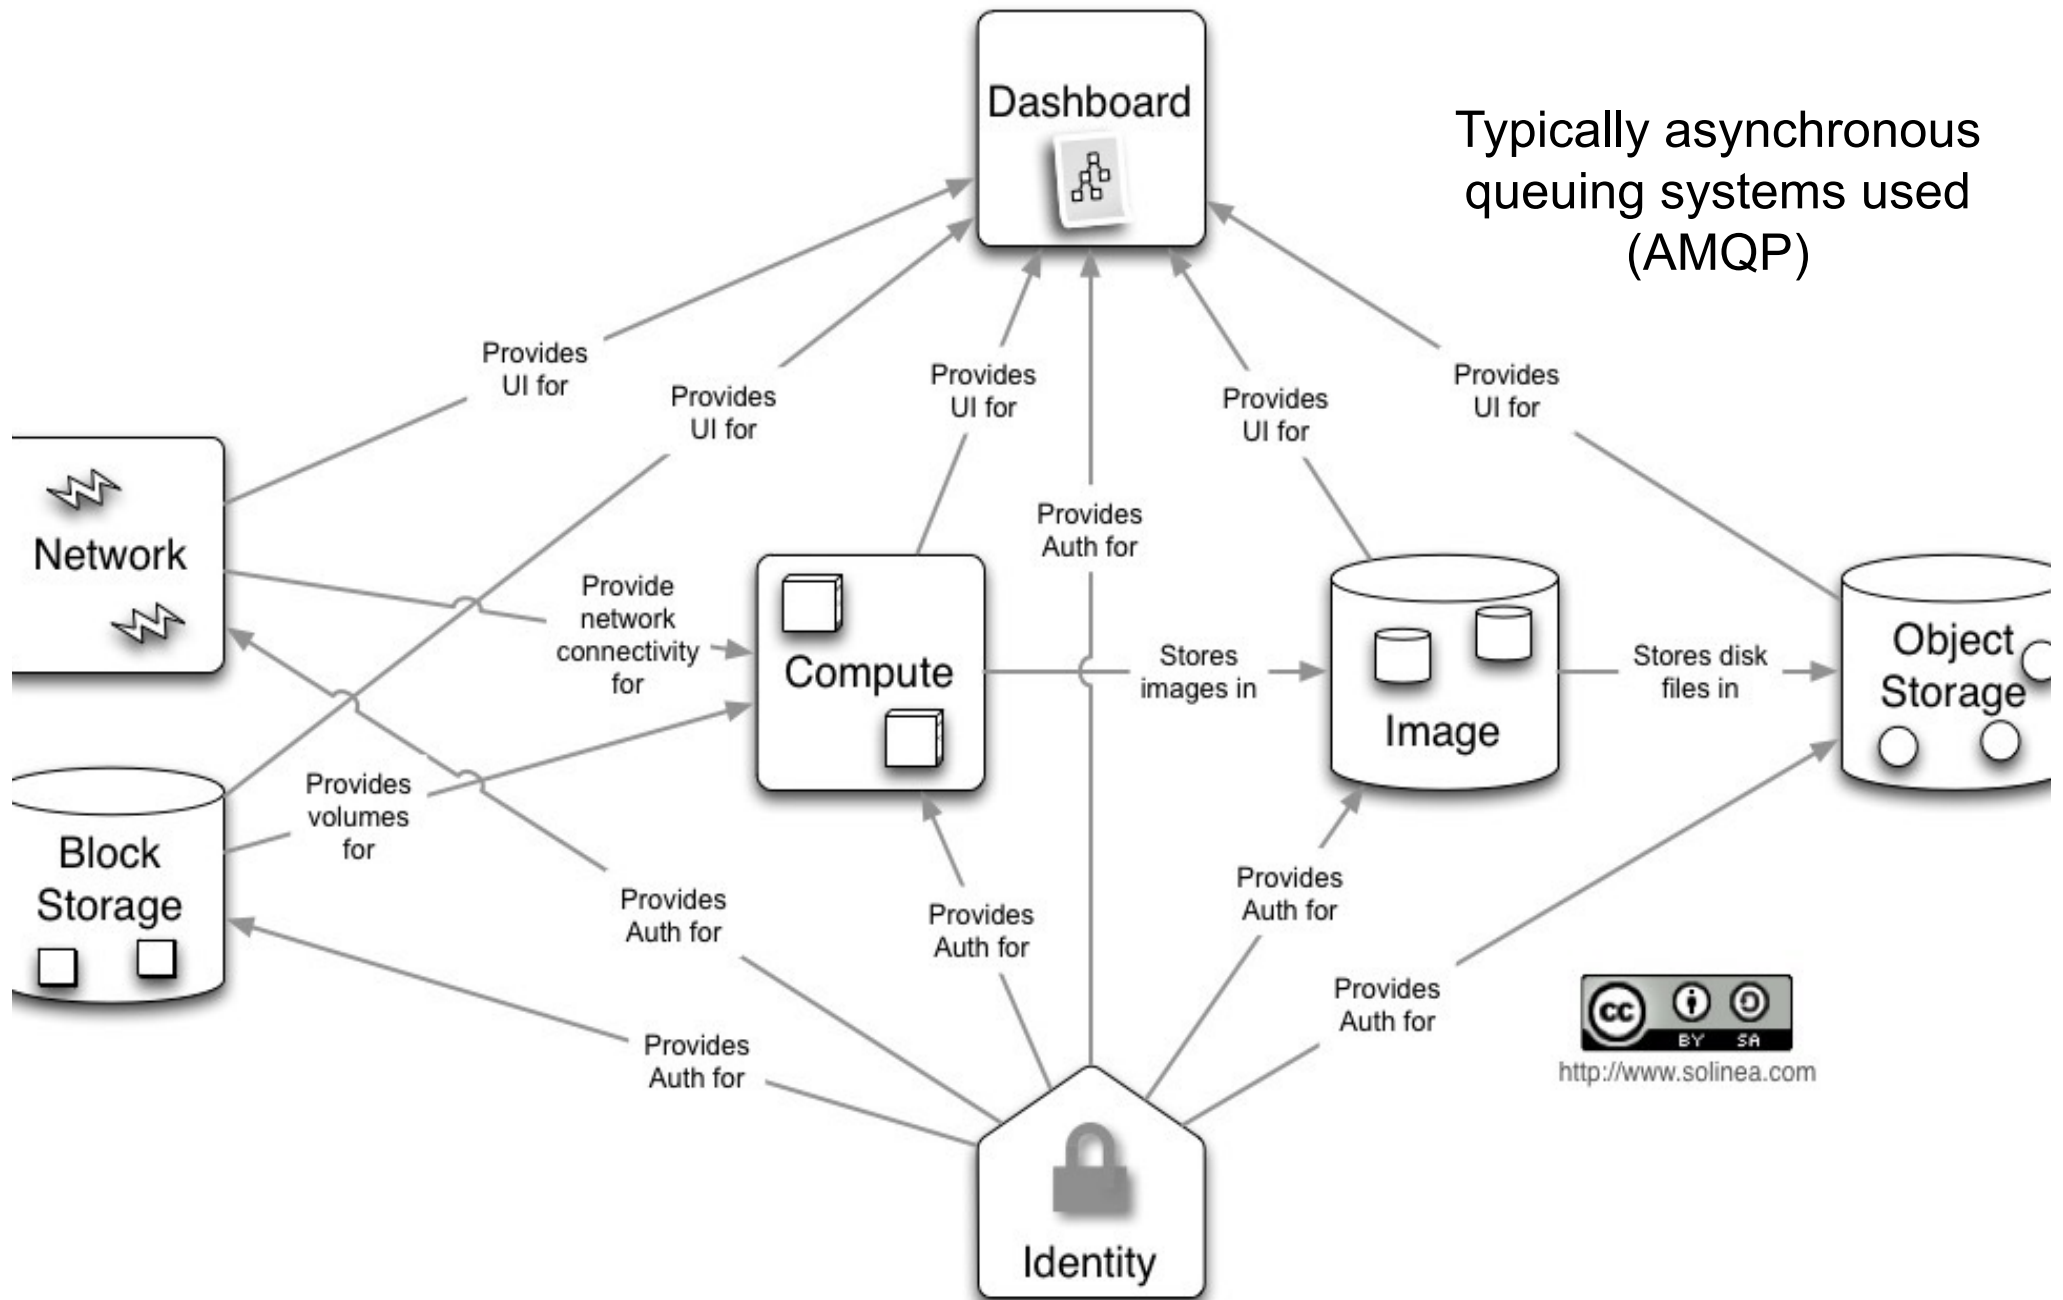 Dashboard
Typically asynchronous
queuing systems used
(AMQP)
Provides
UI for
Provides
UI for
Provides
UI for
Provides
UI for
Provides
UI for
Network
Provide
network
connectivity
for
Provides
Auth for
Compute
Stores
images in
Image
Stores disk
files in
Object
Storage
Block
Storage
Provides
volumes
for
Provides
Auth for
Provides
Auth for
Provides
Auth for
Provides
Auth for
Provides
Auth for
cc
BY SA
http://www.solinea.com
Identity